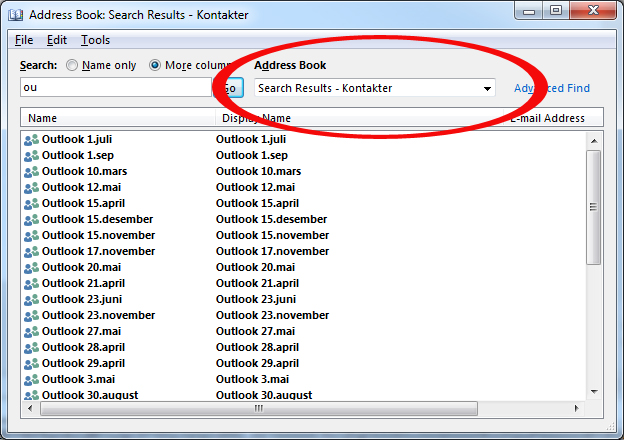 Address Book: Search Results - Kontakter
File Edit Tools
Search: Name only More colum Address Book
ou Go Search Results - Kontakter Advanced Find
Name Display Name E-mail Address
Outlook 1.juli Outlook 1.juli
Outlook 1.sep Outlook 1.sep
Outlook 10.mars Outlook 10.mars
Outlook 12.mai Outlook 12.mai
Outlook 15.april Outlook 15.april
Outlook 15.desember Outlook 15.desember
Outlook 15.november Outlook 15.november
Outlook 17.november Outlook 17.november
Outlook 20.mai Outlook 20.mai
Outlook 21.april Outlook 21.april
Outlook 23.juni Outlook 23.juni
Outlook 23.november Outlook 23.november
Outlook 27.mai Outlook 27.mai
Outlook 28.april Outlook 28.april
Outlook 29.april Outlook 29.april
Outlook 3.mai Outlook 3.mai
Outlook 30.august Outlook 30.august